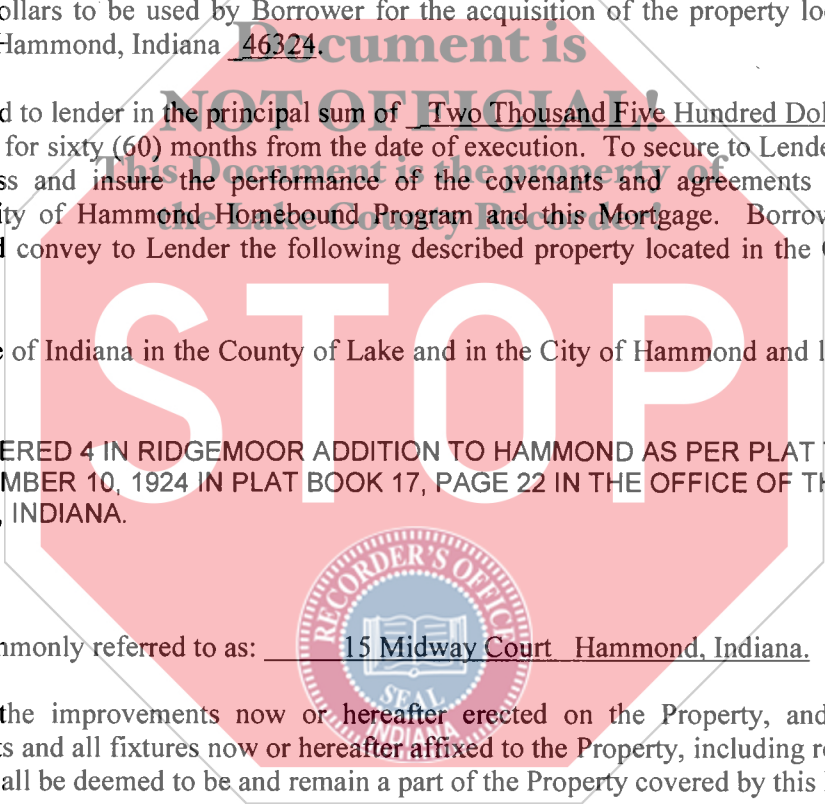 ollars to be used by Borrower for the acquisition of the property lo
Hammond, Indiana 46324.
Document is
NOT OFFICIAL!
This Document is the property of
the Lake County Recorder!
d to lender in the principal sum of Two Thousand Five Hundred Dol
for sixty (60) months from the date of execution. To secure to Lende
ss and insure the performance of the covenants and agreements
ity of Hammond Homebound Program and this Mortgage. Borrow
d convey to Lender the following described property located in the
STOP
e of Indiana in the County of Lake and in the City of Hammond and l
ERED 4 IN RIDGEMOOR ADDITION TO HAMMOND AS PER PLAT
MBER 10, 1924 IN PLAT BOOK 17, PAGE 22 IN THE OFFICE OF TH
, INDIANA.
RECORDER'S OFFICE
SEAL
INDIANA
mmonly referred to as: 15 Midway Court Hammond, Indiana.
the improvements now or hereafter erected on the Property, and
ts and all fixtures now or hereafter affixed to the Property, including r
all be deemed to be and remain a part of the Property covered by this